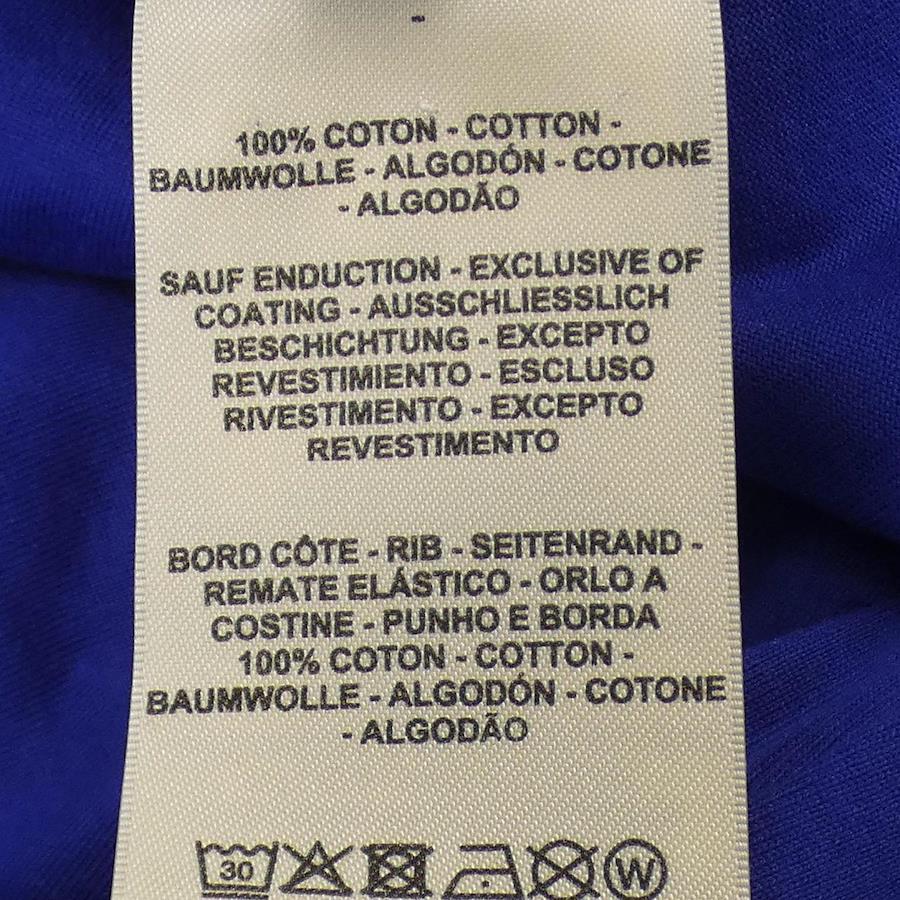 -
100% COTON - COTTON -
BAUMWOLLE - ALGODÓN - COTONE
- ALGODÃO
SAUF ENDUCTION - EXCLUSIVE OF
COATING - AUSSCHLIESSLICH
BESCHICHTUNG - EXCEPTO
REVESTIMIENTO - ESCLUSO
RIVESTIMENTO - EXCEPTO
REVESTIMENTO
BORD CÔTE - RIB - SEITENRAND -
REMATE ELÁSTICO - ORLO A
COSTINE - PUNHO E BORDA
100% COTON - COTTON -
BAUMWOLLE - ALGODÓN - COTONE
- ALGODÃO
30 W